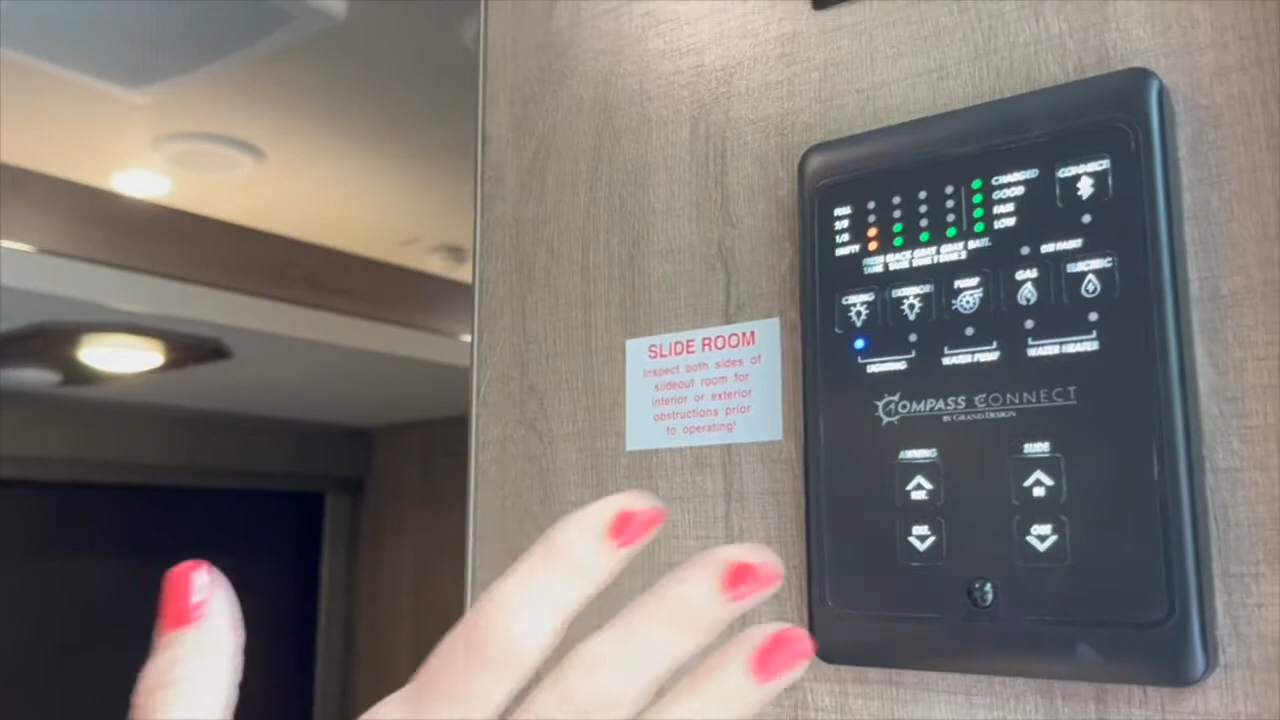 SLIDE ROOM
Inspect both sides of
slideout room for
interior or exterior
obstructions prior
to operating!
CONNECT
CHARGED
GOOD
FAIR
LOW
FULL
2/3
1/3
EMPTY
FRESH BLACK GRAY GRAY BATT.
TANK TANK TANK 1 TANK 2
DSI FAULT
CEILING EXTERIOR PUMP GAS ELECTRIC
LIGHTING WATER PUMP WATER HEATER
COMPASS CONNECT
BY GRAND DESIGN
AWNING SLIDE
RET. IN
EXT. OUT